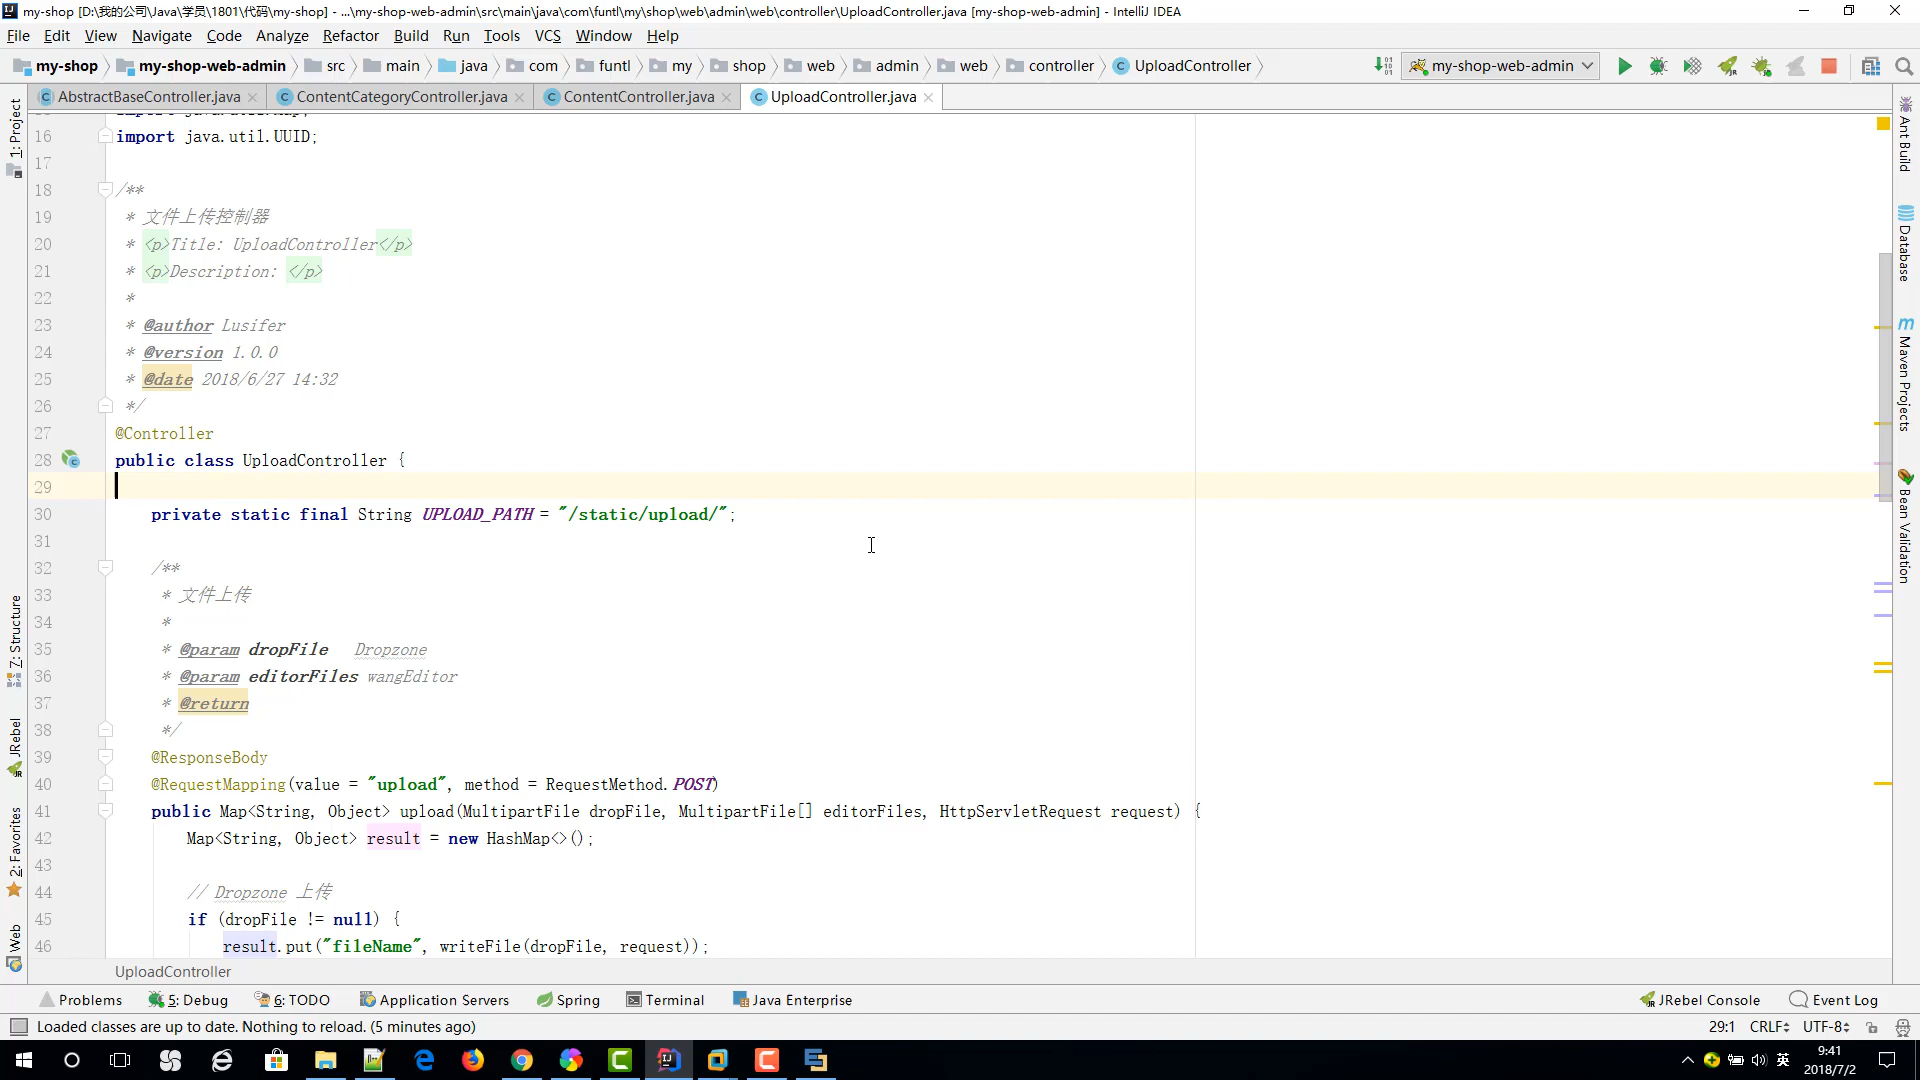 my-shop [D:\我的公司\Java\学员\1801\代码\my-shop] - ...\my-shop-web-admin\src\main\java\com\funtl\my\shop\web\admin\web\controller\UploadController.java [my-shop-web-admin] - IntelliJ IDEA
File Edit View Navigate Code Analyze Refactor Build Run Tools VCS Window Help
my-shop my-shop-web-admin src main java com funtl my shop web admin web controller UploadController my-shop-web-admin
AbstractBaseController.java ContentCategoryController.java ContentController.java UploadController.java
1: Project
7: Structure
JRebel
2: Favorites
Web
16 import java.util.UUID;
17
18 /**
19 * 文件上传控制器
20 * <p>Title: UploadController</p>
21 * <p>Description: </p>
22 *
23 * @author Lusifer
24 * @version 1.0.0
25 * @date 2018/6/27 14:32
26 */
27 @Controller
28 public class UploadController {
29
30 private static final String UPLOAD_PATH = "/static/upload/";
31
32 /**
33 * 文件上传
34 *
35 * @param dropFile Dropzone
36 * @param editorFiles wangEditor
37 * @return
38 */
39 @ResponseBody
40 @RequestMapping(value = "upload", method = RequestMethod.POST)
41 public Map<String, Object> upload(MultipartFile dropFile, MultipartFile[] editorFiles, HttpServletRequest request) {
42 Map<String, Object> result = new HashMap<>();
43
44 // Dropzone 上传
45 if (dropFile != null) {
46 result.put("fileName", writeFile(dropFile, request));
Ant Build
Database
Maven Projects
Bean Validation
UploadController
Problems 5: Debug 6: TODO Application Servers Spring Terminal Java Enterprise JRebel Console Event Log
Loaded classes are up to date. Nothing to reload. (5 minutes ago) 29:1 CRLF UTF-8
英 9:41
2018/7/2